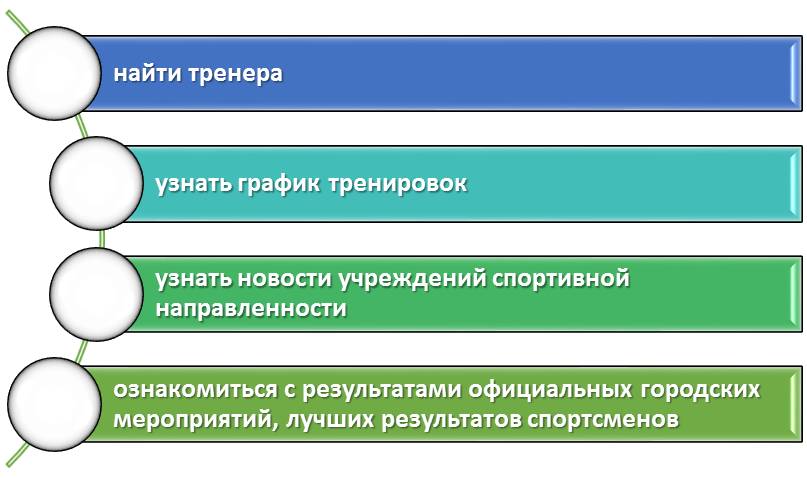 найти тренера
узнать график тренировок
узнать новости учреждений спортивной
направленности
ознакомиться с результатами официальных городских
мероприятий, лучших результатов спортсменов